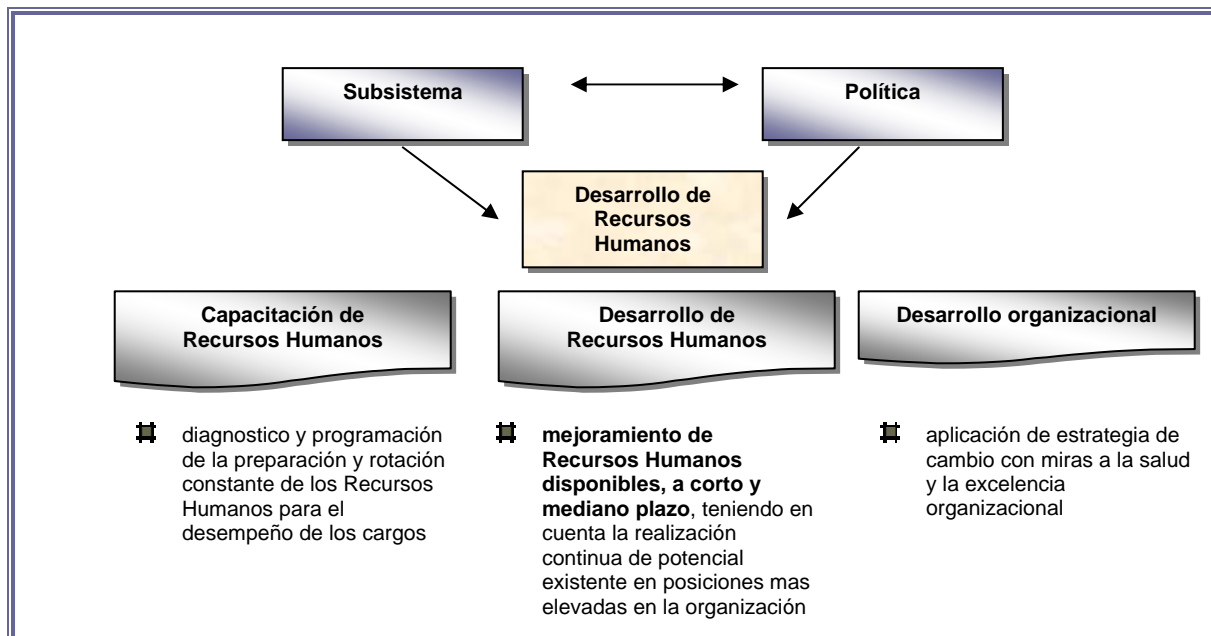 Subsistema
Política
Desarrollo de
Recursos
Humanos
Capacitación de
Recursos Humanos
Desarrollo de
Recursos Humanos
Desarrollo organizacional
diagnostico y programación
de la preparación y rotación
constante de los Recursos
Humanos para el
desempeño de los cargos
mejoramiento de
Recursos Humanos
disponibles, a corto y
mediano plazo, teniendo en
cuenta la realización
continua de potencial
existente en posiciones mas
elevadas en la organización
aplicación de estrategia de
cambio con miras a la salud
y la excelencia
organizacional